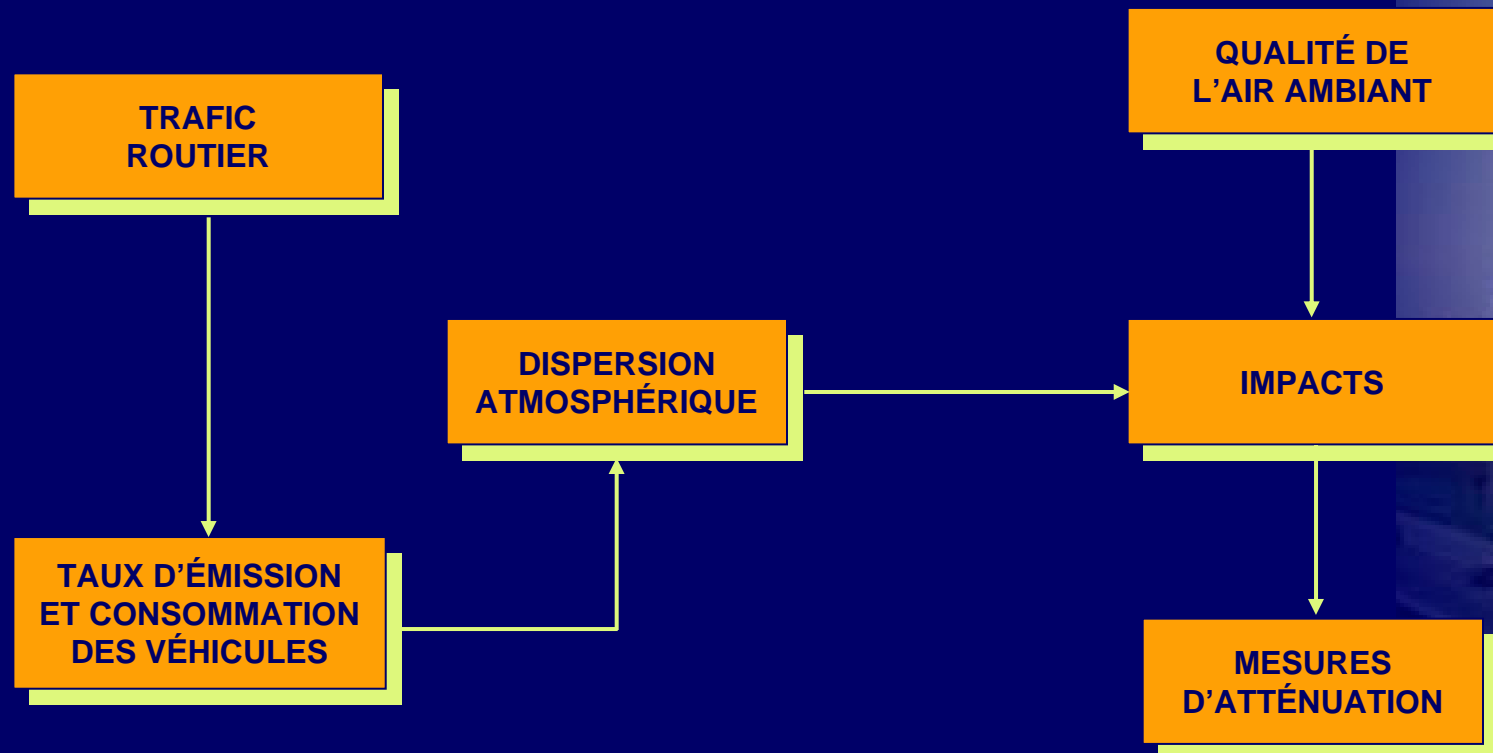 TRAFIC
ROUTIER
TAUX D’ÉMISSION
ET CONSOMMATION
DES VÉHICULES
DISPERSION
ATMOSPHÉRIQUE
QUALITÉ DE
L’AIR AMBIANT
IMPACTS
MESURES
D’ATTÉNUATION